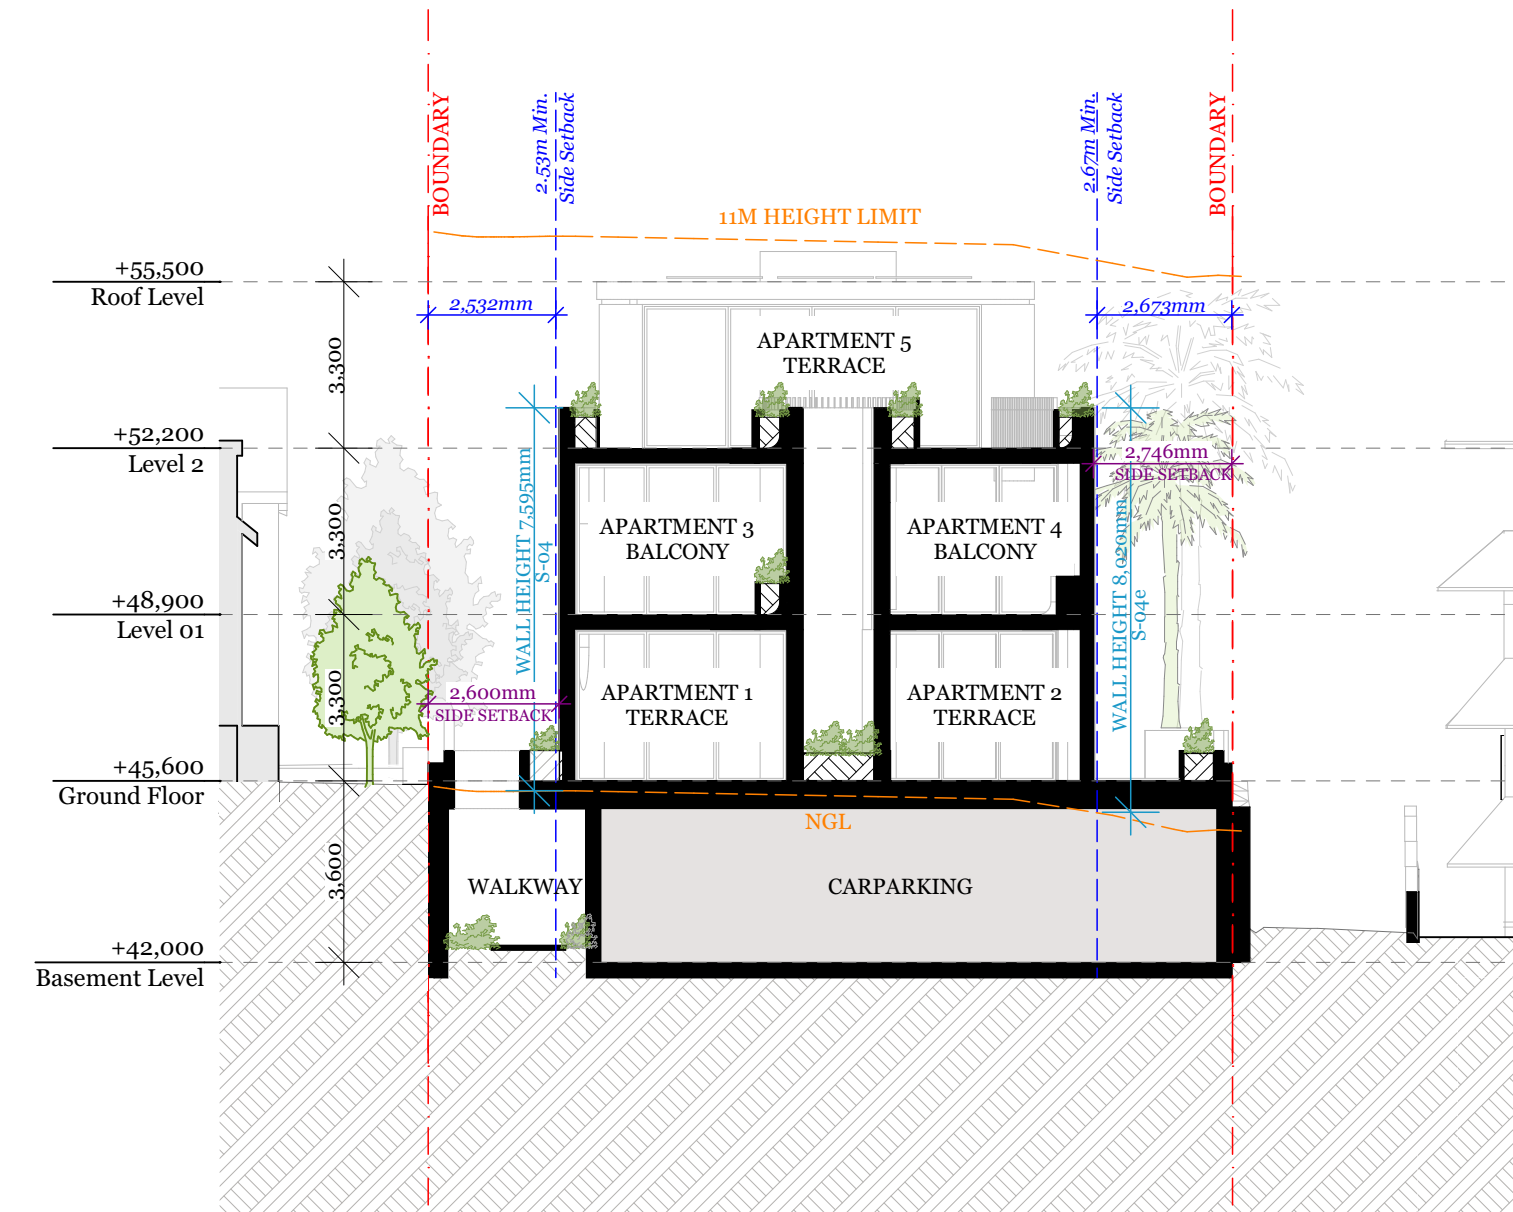 BOUNDARY
2.53m Min.
Side Setback
2.67m Min.
Side Setback
BOUNDARY
11M HEIGHT LIMIT
+55,500
Roof Level
2,532mm
2,673mm
3,300
APARTMENT 5
TERRACE
+52,200
Level 2
2,746mm
SIDE SETBACK
3,300
WALL HEIGHT 7,595mm
S-04
APARTMENT 3
BALCONY
APARTMENT 4
BALCONY
WALL HEIGHT 8,020mm
S-04e
+48,900
Level 01
3,300
2,600mm
SIDE SETBACK
APARTMENT 1
TERRACE
APARTMENT 2
TERRACE
+45,600
Ground Floor
NGL
3,600
WALKWAY
CARPARKING
+42,000
Basement Level